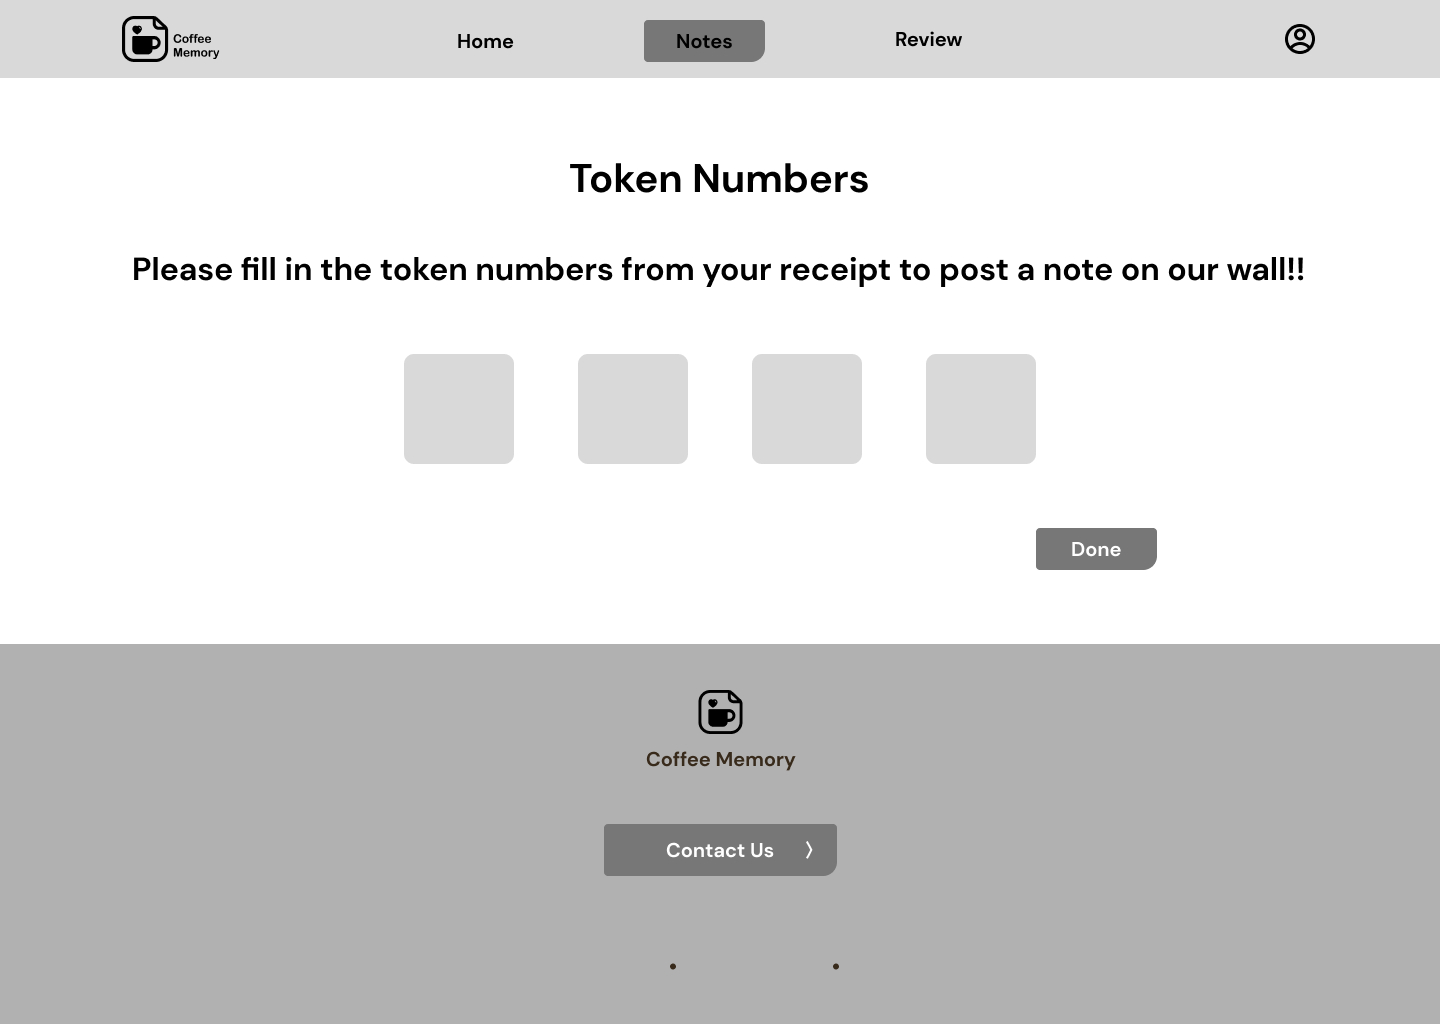 Coffee
Memory
Home
Notes
Review
Token Numbers
Please fill in the token numbers from your receipt to post a note on our wall!!
Done
Coffee Memory
Contact Us